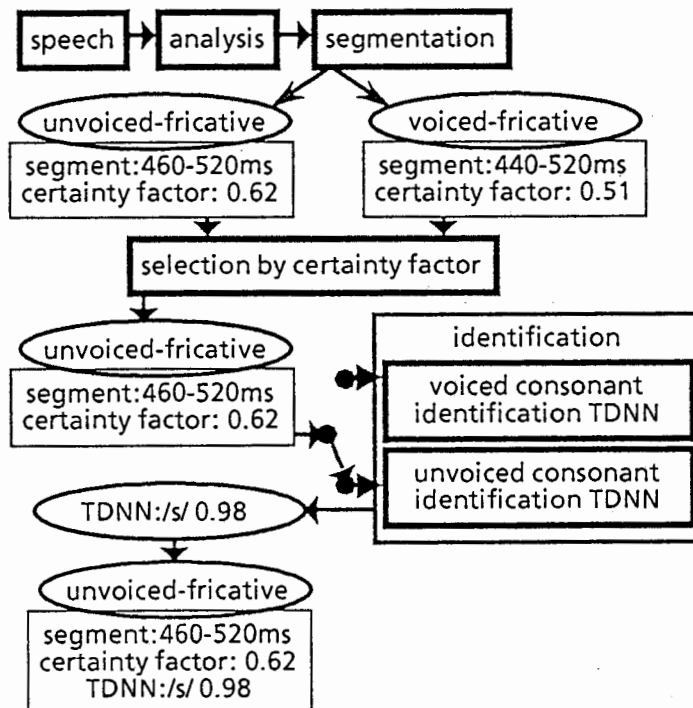 speech
analysis
segmentation
unvoiced-fricative
segment:460-520ms
certainty factor: 0.62
voiced-fricative
segment:440-520ms
certainty factor: 0.51
selection by certainty factor
unvoiced-fricative
segment:460-520ms
certainty factor: 0.62
identification
voiced consonant
identification TDNN
unvoiced consonant
identification TDNN
TDNN:/s/ 0.98
unvoiced-fricative
segment:460-520ms
certainty factor: 0.62
TDNN:/s/ 0.98